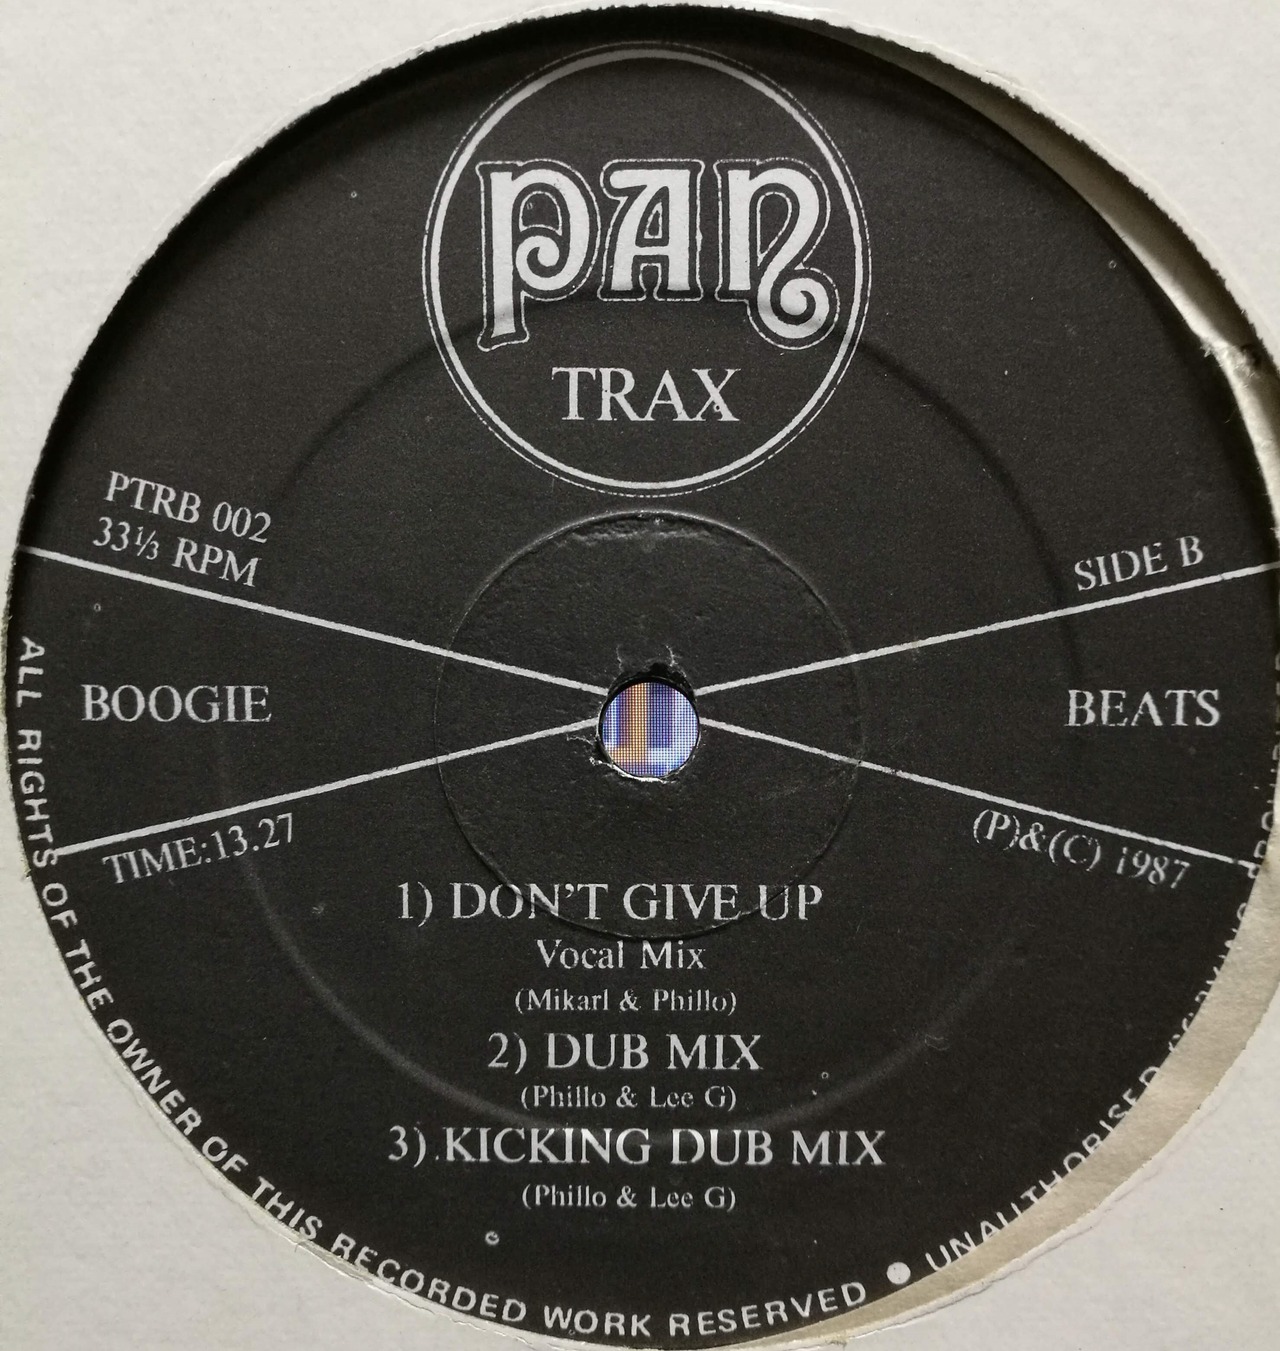 PAN
TRAX
PTRB 002
33⅓ RPM
SIDE B
BOOGIE
BEATS
TIME:13.27
(P)&(C) 1987
1) DON'T GIVE UP
Vocal Mix
(Mikarl & Phillo)
2) DUB MIX
(Phillo & Lee G)
3) KICKING DUB MIX
(Phillo & Lee G)
ALL RIGHTS OF THE OWNER OF THIS RECORDED WORK RESERVED ● UNAUTHORISED